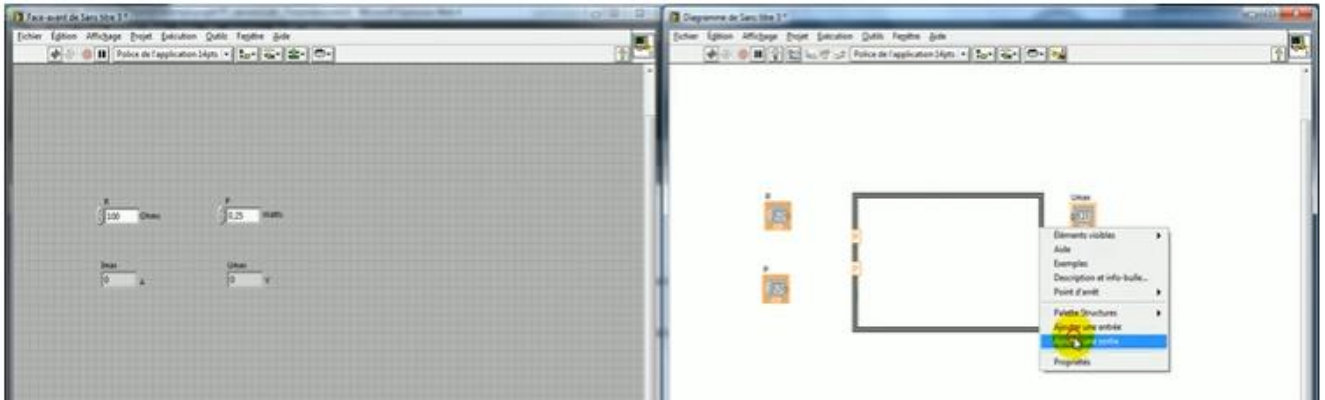 Face-avant de Sans titre 3 *
Fichier Édition Affichage Projet Exécution Outils Fenêtre Aide
Police de l'application 14pts
R
100 Ohms
P
0,25 Watts
Imax
0 A
Umax
0 V
Diagramme de Sans titre 3 *
Fichier Édition Affichage Projet Exécution Outils Fenêtre Aide
Police de l'application 14pts
R
P
Umax
Éléments visibles
Aide
Exemples
Description et info-bulle...
Point d'arrêt
Palette Structures
Ajouter une entrée
Ajouter une sortie
Propriétés